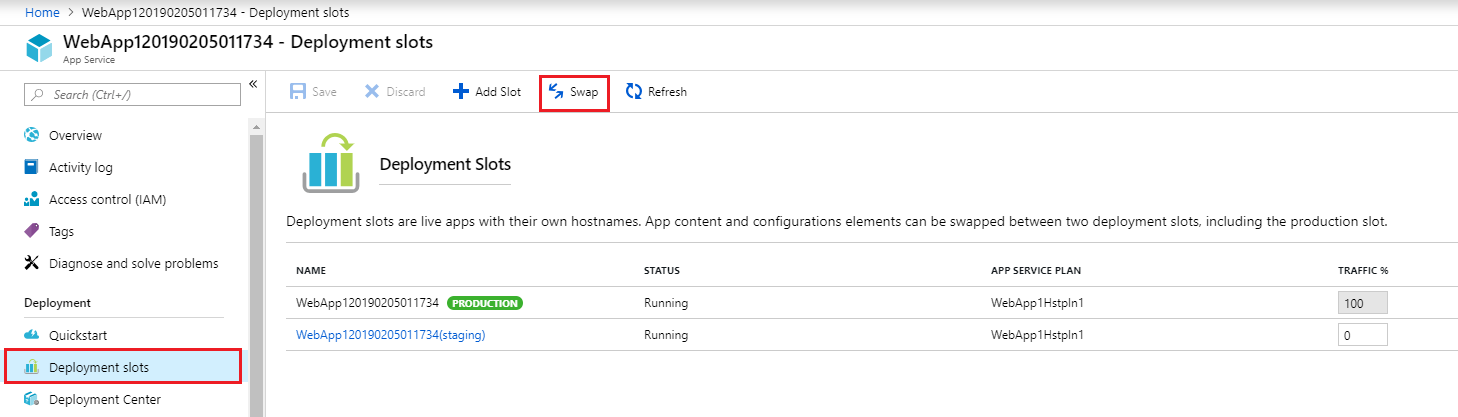 Home > WebApp120190205011734 - Deployment slots
WebApp120190205011734 - Deployment slots
App Service
Search (Ctrl+/)
«
Overview
Activity log
Access control (IAM)
Tags
Diagnose and solve problems
Deployment
Quickstart
Deployment slots
Deployment Center
Save Discard Add Slot Swap Refresh
Deployment Slots
Deployment slots are live apps with their own hostnames. App content and configurations elements can be swapped between two deployment slots, including the production slot.
NAME STATUS APP SERVICE PLAN TRAFFIC %
WebApp120190205011734 PRODUCTION Running WebApp1Hstpln1 100
WebApp120190205011734(staging) Running WebApp1Hstpln1 0